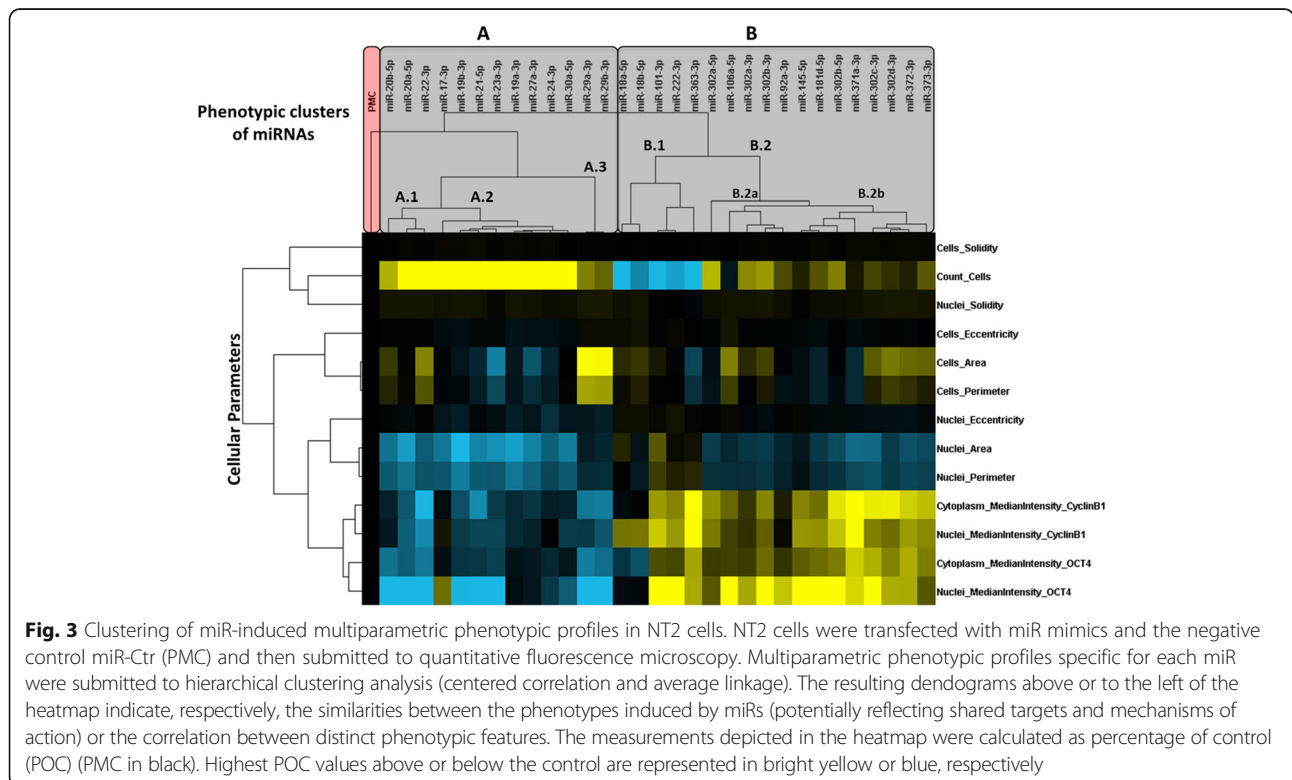 A
B
PMC
miR-20b-5p
miR-20a-5p
miR-22-3p
miR-17-3p
miR-19b-3p
miR-21-5p
miR-23a-3p
miR-19a-3p
miR-27a-3p
miR-24-3p
miR-30a-5p
miR-29a-3p
miR-29b-3p
miR-18a-5p
miR-18b-5p
miR-101-3p
miR-222-3p
miR-363-3p
miR-302a-5p
miR-106a-5p
miR-302a-3p
miR-302b-3p
miR-92a-3p
miR-145-5p
miR-181d-5p
miR-302b-5p
miR-371a-3p
miR-302c-3p
miR-302d-3p
miR-372-3p
miR-373-3p
Phenotypic clusters
of miRNAs
A.1
A.2
A.3
B.1
B.2
B.2a
B.2b
Cellular Parameters
Cells_Solidity
Count_Cells
Nuclei_Solidity
Cells_Eccentricity
Cells_Area
Cells_Perimeter
Nuclei_Eccentricity
Nuclei_Area
Nuclei_Perimeter
Cytoplasm_MedianIntensity_CyclinB1
Nuclei_MedianIntensity_CyclinB1
Cytoplasm_MedianIntensity_OCT4
Nuclei_MedianIntensity_OCT4
Fig. 3 Clustering of miR-induced multiparametric phenotypic profiles in NT2 cells. NT2 cells were transfected with miR mimics and the negative
control miR-Ctr (PMC) and then submitted to quantitative fluorescence microscopy. Multiparametric phenotypic profiles specific for each miR
were submitted to hierarchical clustering analysis (centered correlation and average linkage). The resulting dendograms above or to the left of the
heatmap indicate, respectively, the similarities between the phenotypes induced by miRs (potentially reflecting shared targets and mechanisms of
action) or the correlation between distinct phenotypic features. The measurements depicted in the heatmap were calculated as percentage of control
(POC) (PMC in black). Highest POC values above or below the control are represented in bright yellow or blue, respectively